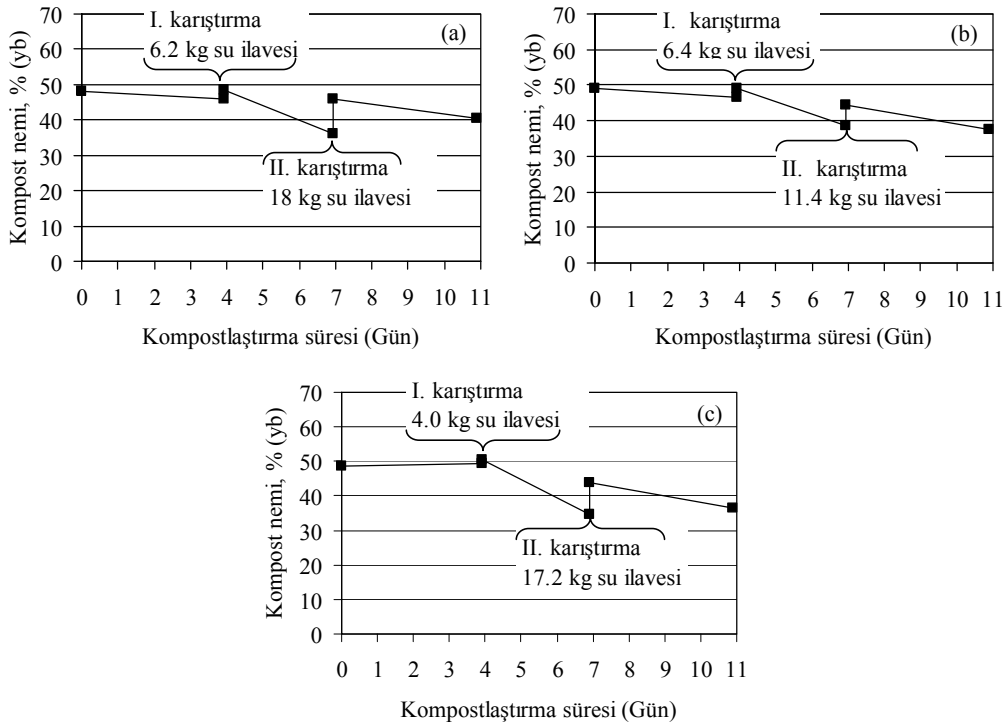 70
60
50
40
30
20
10
0
Kompost nemi, % (yb)
I. karıştırma
6.2 kg su ilavesi
(a)
II. karıştırma
18 kg su ilavesi
0 1 2 3 4 5 6 7 8 9 10 11
Kompostlaştırma süresi (Gün)
70
60
50
40
30
20
10
0
Kompost nemi, % (yb)
I. karıştırma
6.4 kg su ilavesi
(b)
II. karıştırma
11.4 kg su ilavesi
0 1 2 3 4 5 6 7 8 9 10 11
Kompostlaştırma süresi (Gün)
70
60
50
40
30
20
10
0
Kompost nemi, % (yb)
I. karıştırma
4.0 kg su ilavesi
(c)
II. karıştırma
17.2 kg su ilavesi
0 1 2 3 4 5 6 7 8 9 10 11
Kompostlaştırma süresi (Gün)